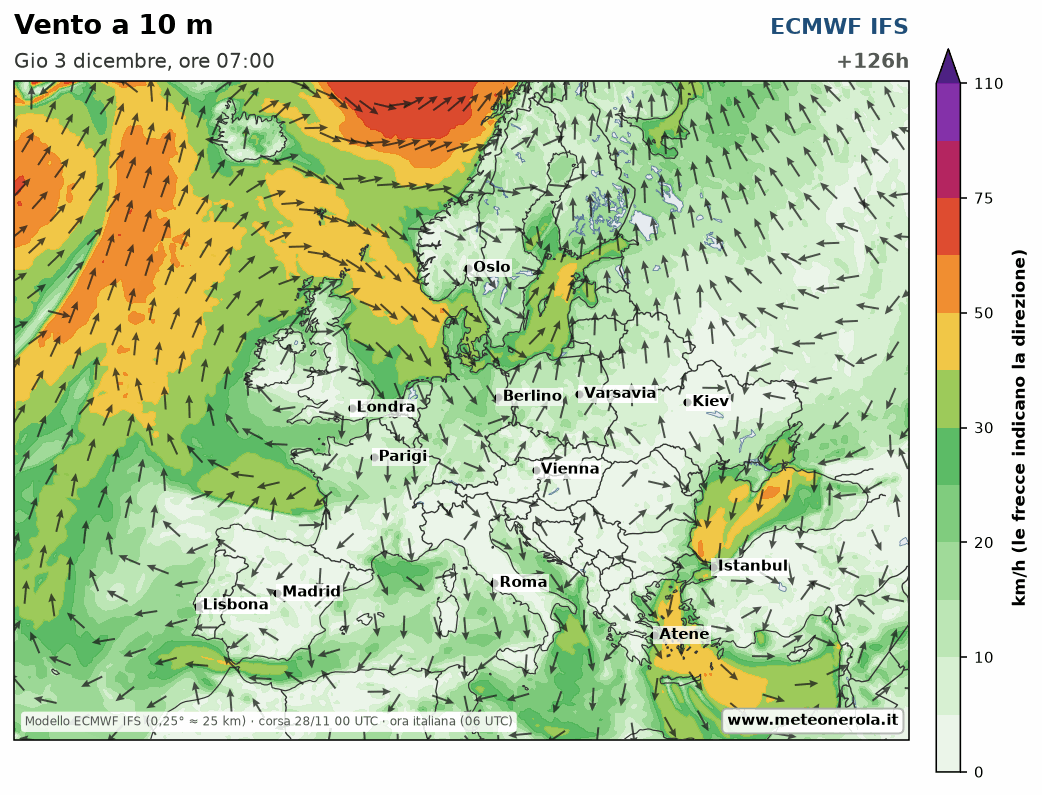 Vento a 10 m
ECMWF IFS
Gio 3 dicembre, ore 07:00
+126h
110
75
50
30
20
10
0
km/h (le frecce indicano la direzione)
Oslo
Londra
Berlino
Varsavia
Kiev
Parigi
Vienna
Istanbul
Roma
Madrid
Lisbona
Atene
Modello ECMWF IFS (0,25° ≈ 25 km) · corsa 28/11 00 UTC · ora italiana (06 UTC)
www.meteonerola.it